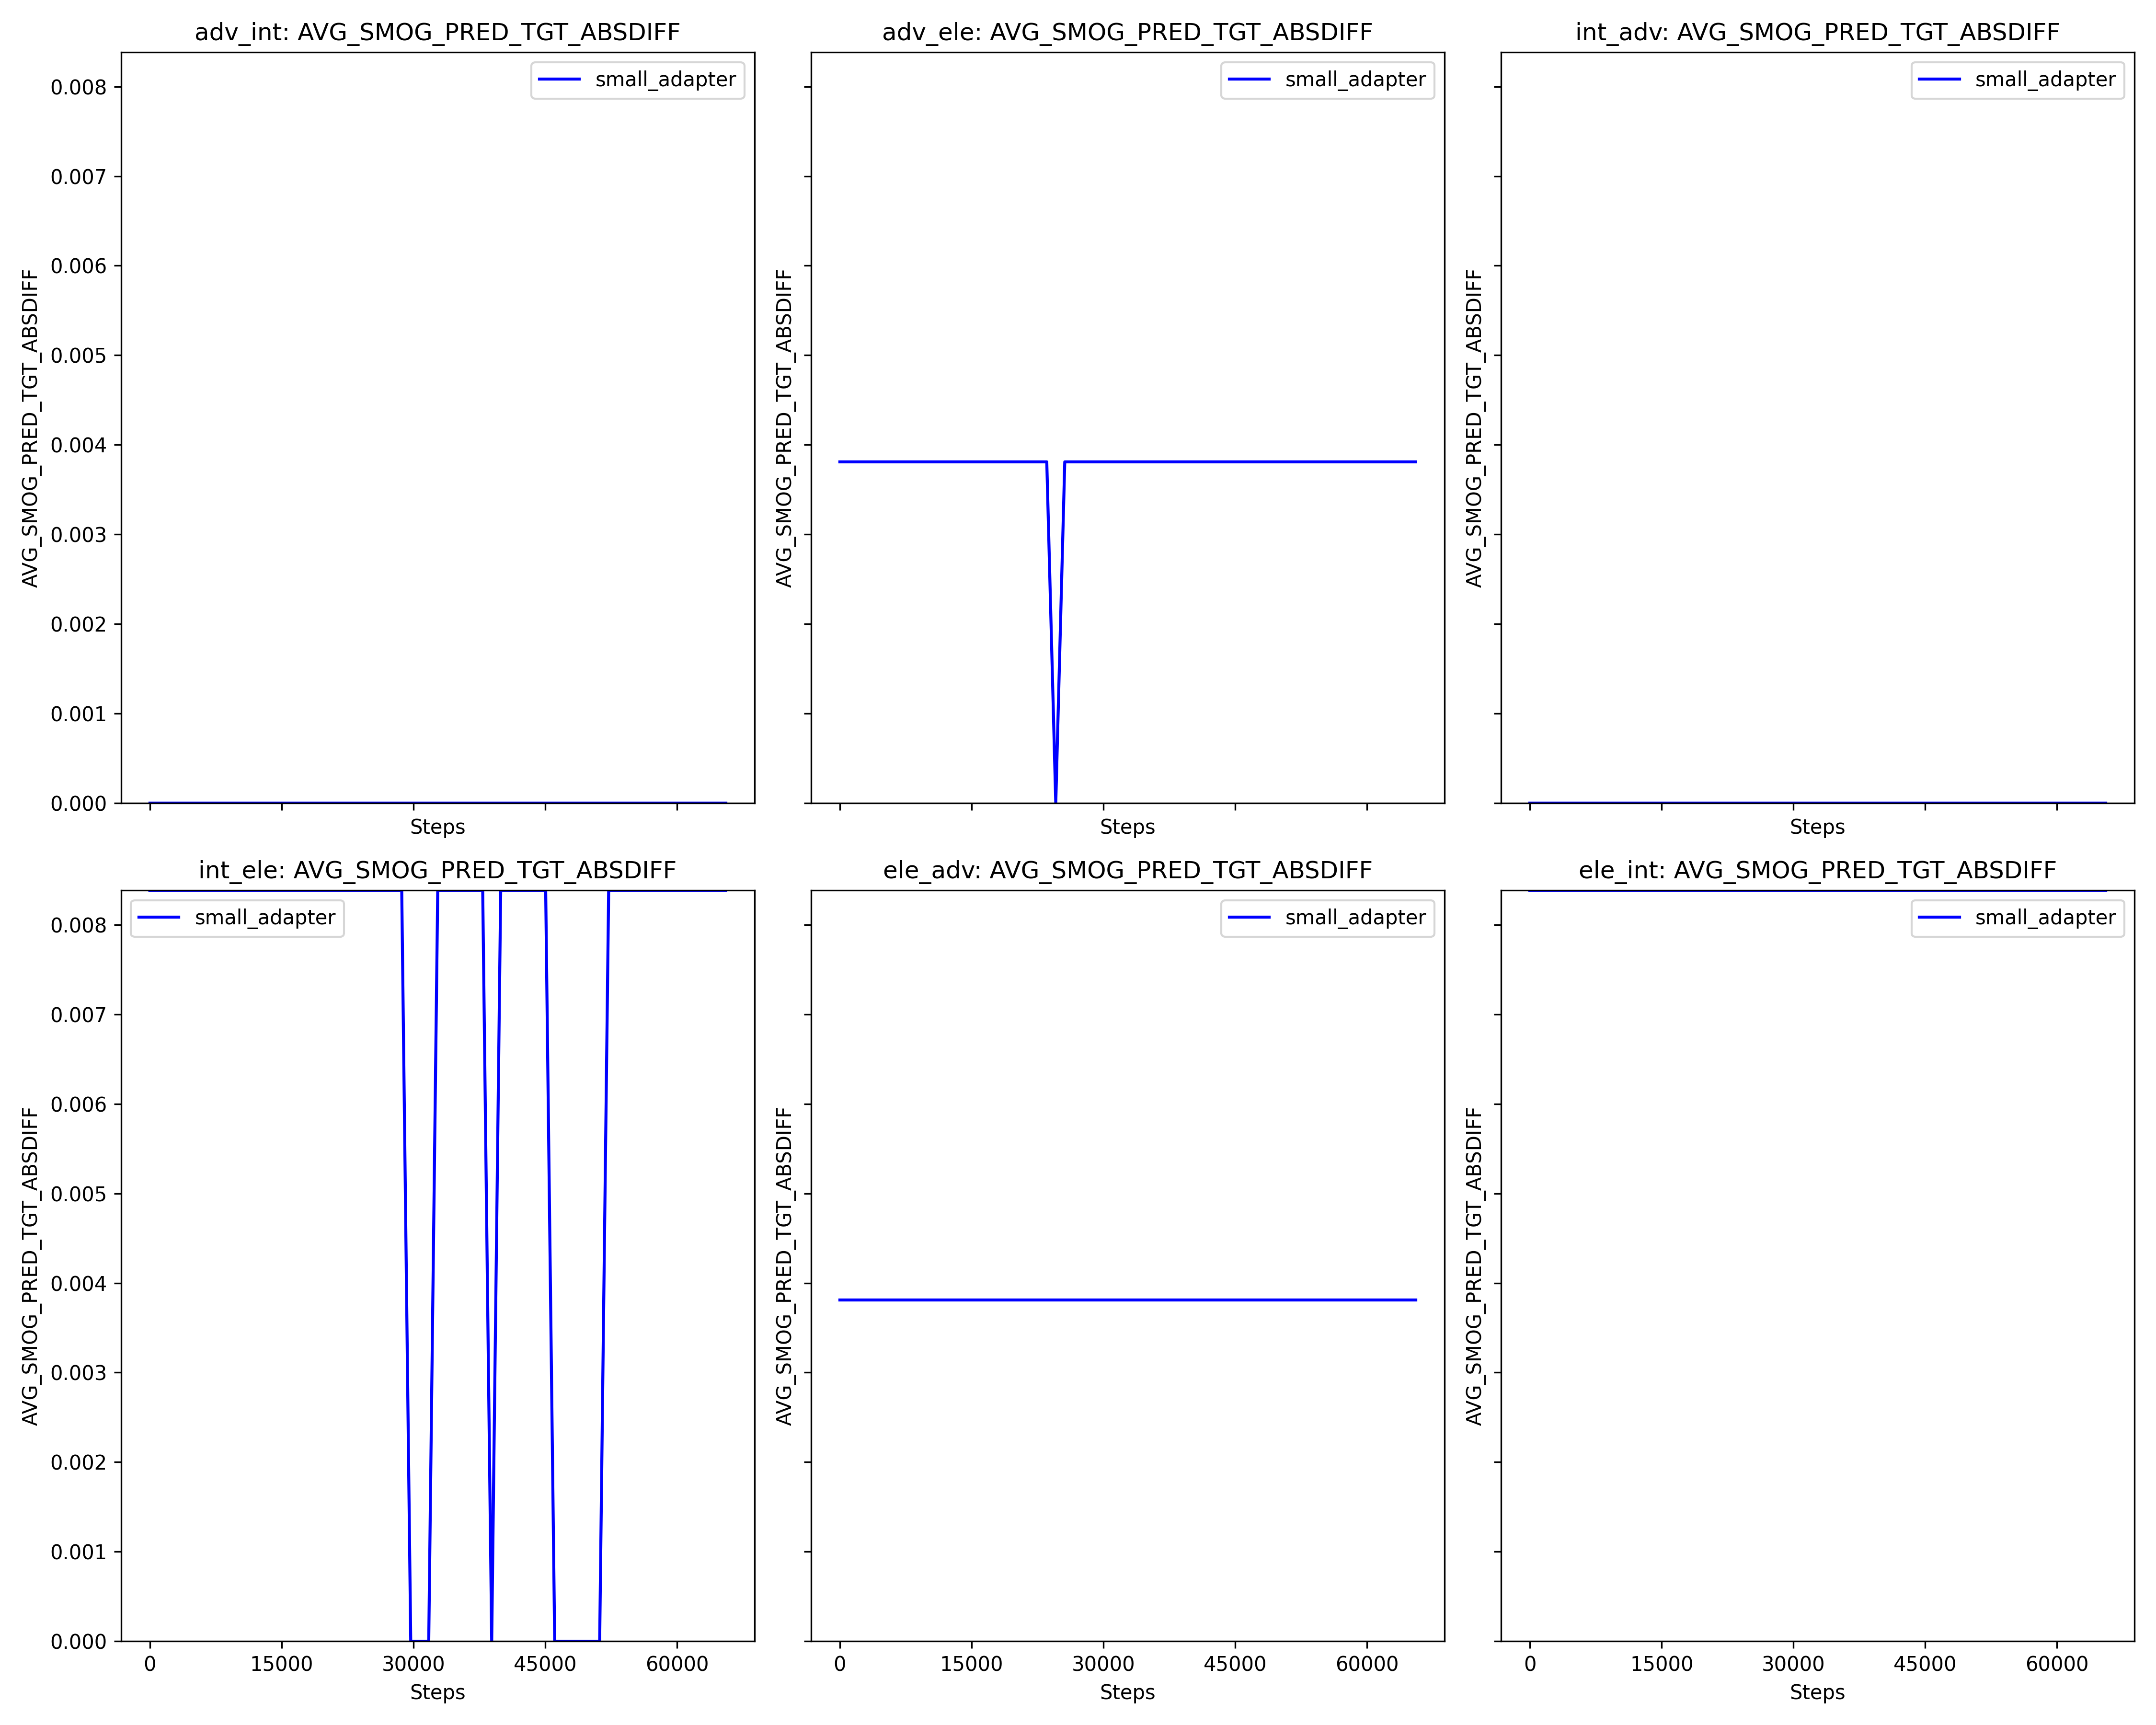 adv_int: AVG_SMOG_PRED_TGT_ABSDIFF
AVG_SMOG_PRED_TGT_ABSDIFF
0.008
0.007
0.006
0.005
0.004
0.003
0.002
0.001
0.000
small_adapter
Steps
adv_ele: AVG_SMOG_PRED_TGT_ABSDIFF
AVG_SMOG_PRED_TGT_ABSDIFF
small_adapter
Steps
int_adv: AVG_SMOG_PRED_TGT_ABSDIFF
AVG_SMOG_PRED_TGT_ABSDIFF
small_adapter
Steps
int_ele: AVG_SMOG_PRED_TGT_ABSDIFF
AVG_SMOG_PRED_TGT_ABSDIFF
0.008
0.007
0.006
0.005
0.004
0.003
0.002
0.001
0.000
small_adapter
0 15000 30000 45000 60000
Steps
ele_adv: AVG_SMOG_PRED_TGT_ABSDIFF
AVG_SMOG_PRED_TGT_ABSDIFF
small_adapter
0 15000 30000 45000 60000
Steps
ele_int: AVG_SMOG_PRED_TGT_ABSDIFF
AVG_SMOG_PRED_TGT_ABSDIFF
small_adapter
0 15000 30000 45000 60000
Steps